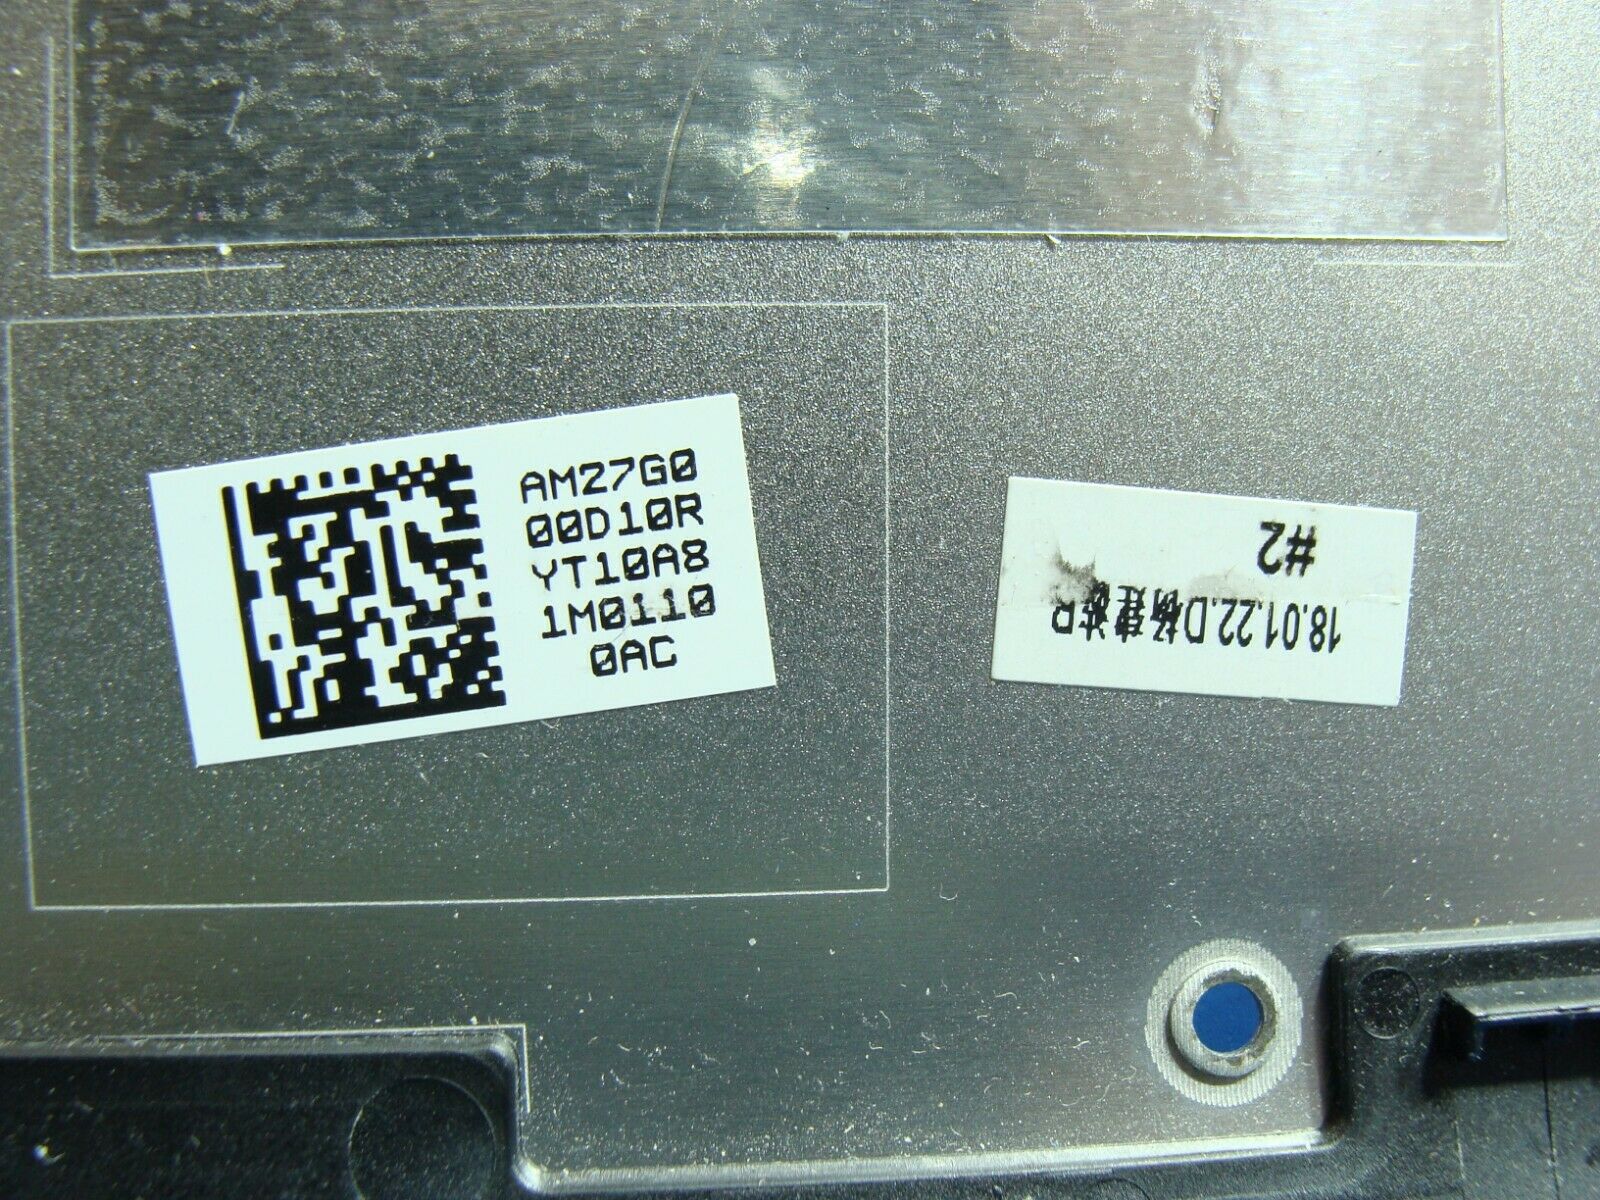 AM27G0
00D10R
YT10A8
1M0110
0AC
18.01.22.D
#2